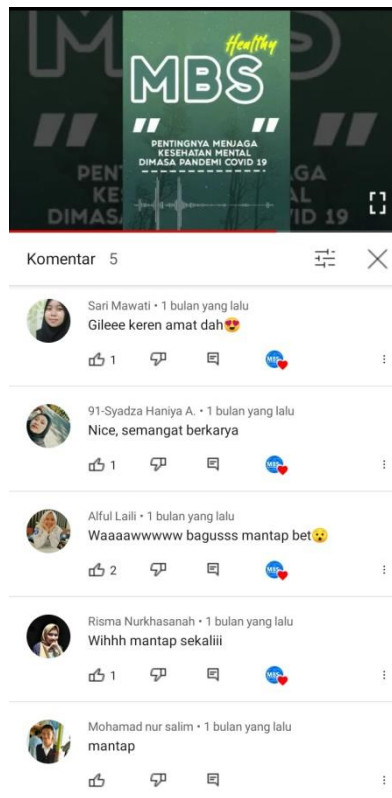 Healthy
MBS
PENTINGNYA MENJAGA
KESEHATAN MENTAL
DIMASA PANDEMI COVID 19
Komentar 5
Sari Mawati • 1 bulan yang lalu
Gileee keren amat dah😍
1
91-Syadza Haniya A. • 1 bulan yang lalu
Nice, semangat berkarya
1
Alful Laili • 1 bulan yang lalu
Waaaawwwww bagusss mantap bet😯
2
Risma Nurkhasanah • 1 bulan yang lalu
Wihhh mantap sekaliii
1
Mohamad nur salim • 1 bulan yang lalu
mantap